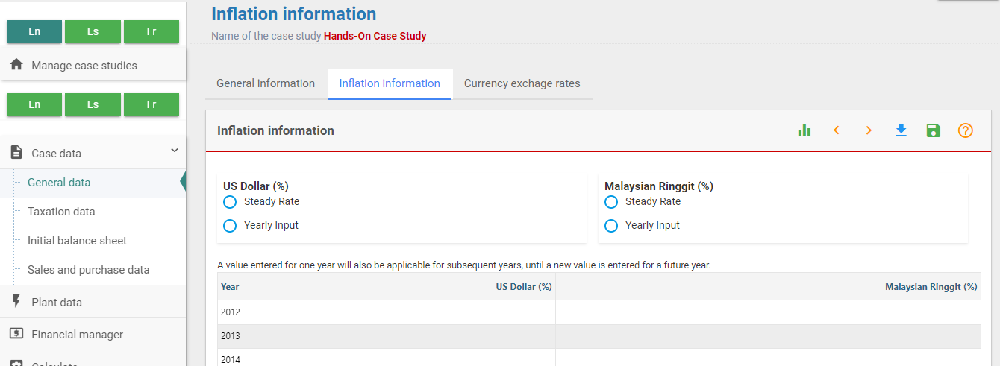 En Es Fr
Manage case studies
En Es Fr
Case data
General data
Taxation data
Initial balance sheet
Sales and purchase data
Plant data
Financial manager
Calculate
Inflation information
Name of the case study Hands-On Case Study
General information Inflation information Currency exchage rates
Inflation information
US Dollar (%)
Steady Rate
Yearly Input
Malaysian Ringgit (%)
Steady Rate
Yearly Input
A value entered for one year will also be applicable for subsequent years, until a new value is entered for a future year.
Year US Dollar (%) Malaysian Ringgit (%)
2012
2013
2014